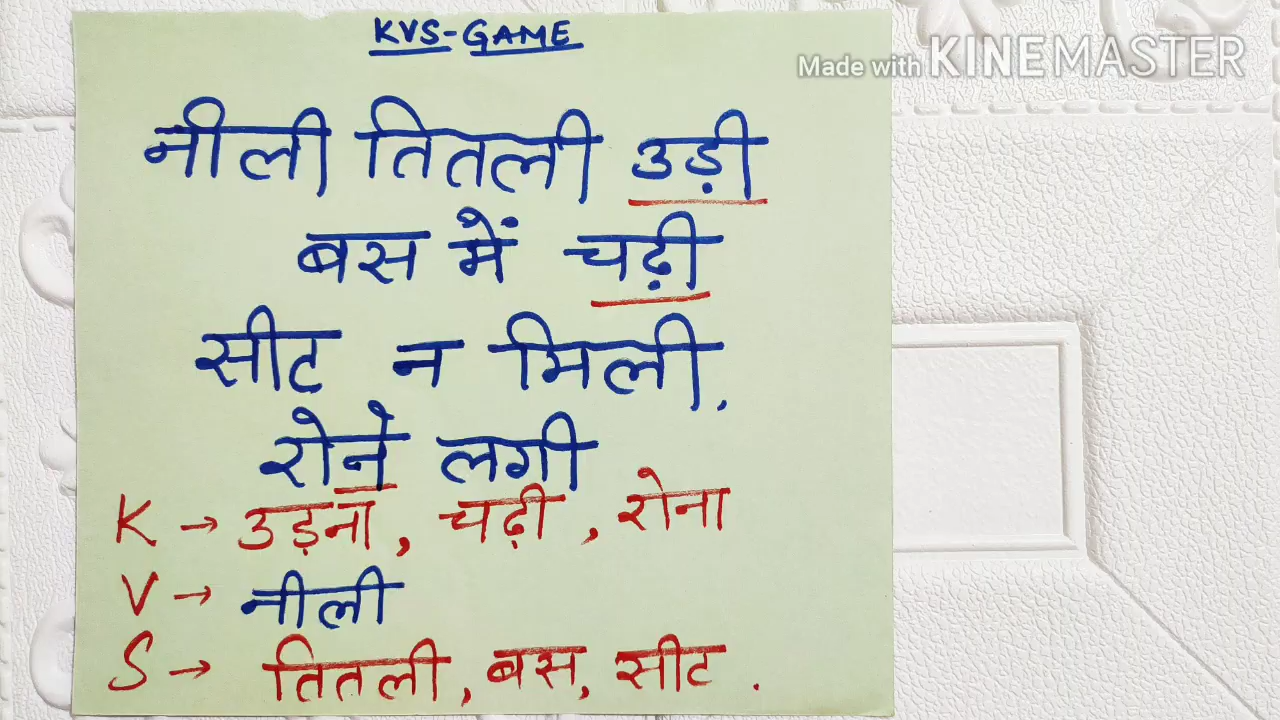 KVS-GAME
Made with KINEMASTER
नीली तितली उड़ी
बस में चढ़ी
सीट न मिली.
रोने लगी
K → उड़ना, चढ़ी, रोना
V → नीली
S → तितली, बस, सीट.